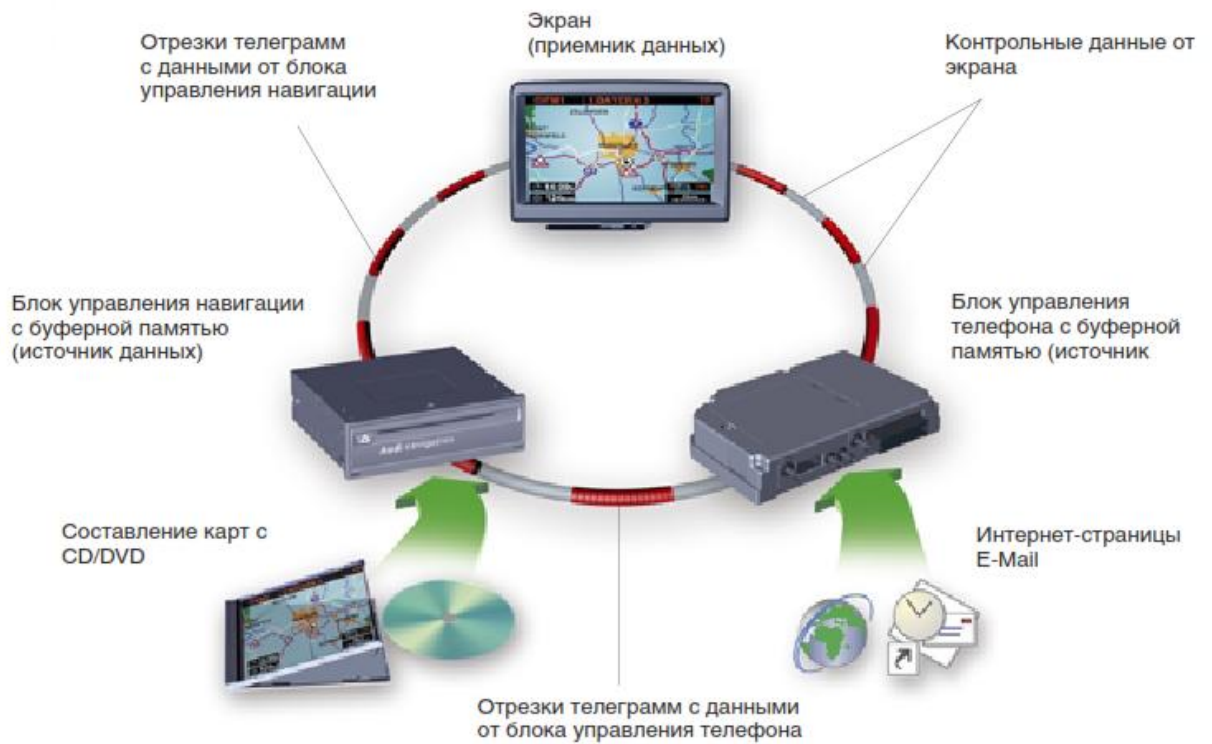 Экран
(приемник данных)
Отрезки телеграмм
с данными от блока
управления навигации
Контрольные данные от
экрана
Блок управления навигации
с буферной памятью
(источник данных)
Блок управления
телефона с буферной
памятью (источник
Составление карт с
CD/DVD
Интернет-страницы
E-Mail
Отрезки телеграмм с данными
от блока управления телефона